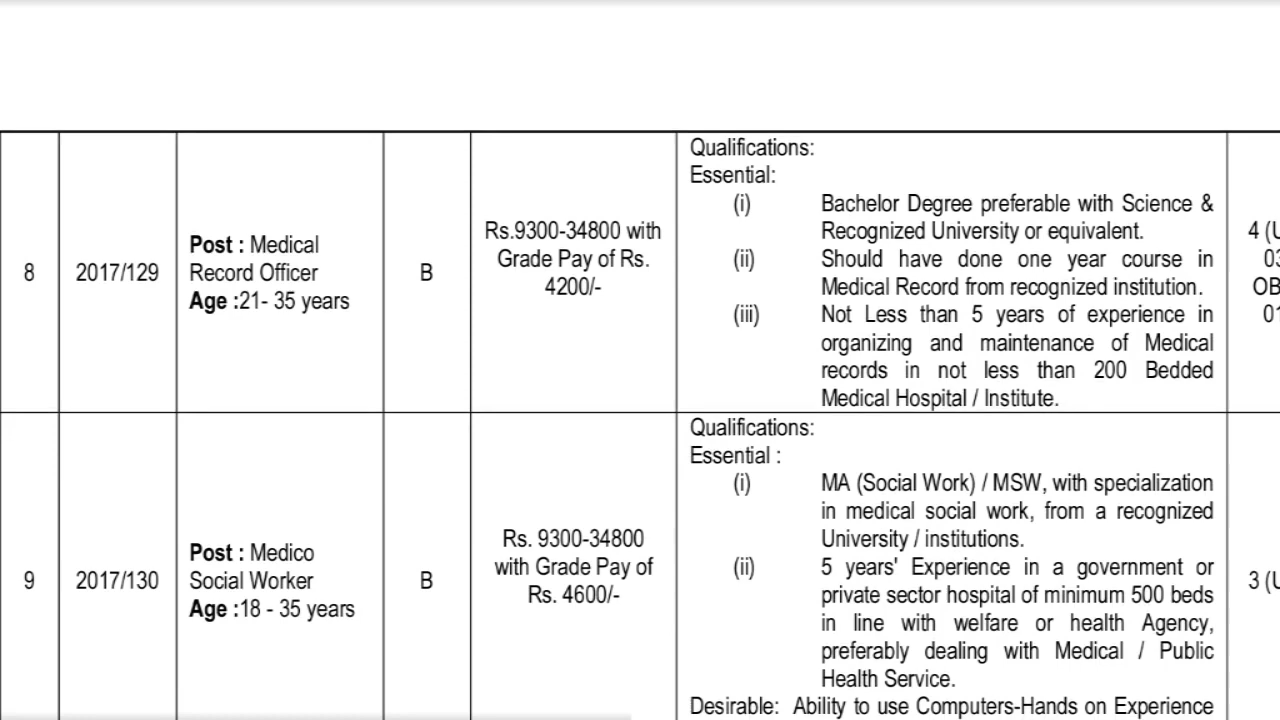 8
2017/129
Post : Medical
Record Officer
Age :21- 35 years
B
Rs.9300-34800 with
Grade Pay of Rs.
4200/-
Qualifications:
Essential:
(i) Bachelor Degree preferable with Science &
Recognized University or equivalent.
(ii) Should have done one year course in
Medical Record from recognized institution.
(iii) Not Less than 5 years of experience in
organizing and maintenance of Medical
records in not less than 200 Bedded
Medical Hospital / Institute.
4 (U
03
OB
01
9
2017/130
Post : Medico
Social Worker
Age :18 - 35 years
B
Rs. 9300-34800
with Grade Pay of
Rs. 4600/-
Qualifications:
Essential :
(i) MA (Social Work) / MSW, with specialization
in medical social work, from a recognized
University / institutions.
(ii) 5 years' Experience in a government or
private sector hospital of minimum 500 beds
in line with welfare or health Agency,
preferably dealing with Medical / Public
Health Service.
Desirable: Ability to use Computers-Hands on Experience
3 (U